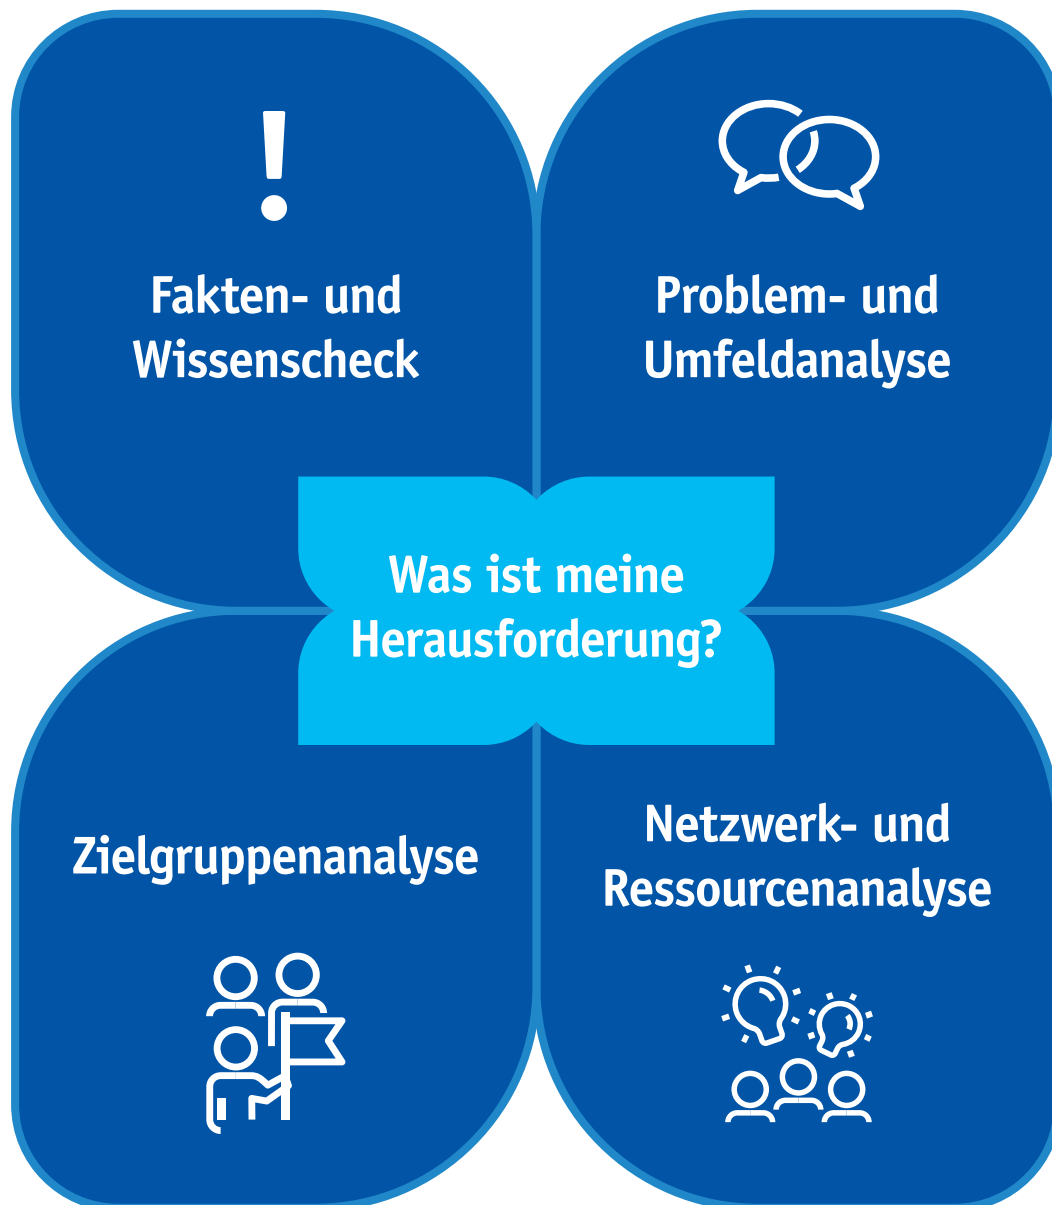 !
Fakten- und
Wissenscheck
Problem- und
Umfeldanalyse
Was ist meine
Herausforderung?
Zielgruppenanalyse
Netzwerk- und
Ressourcenanalyse